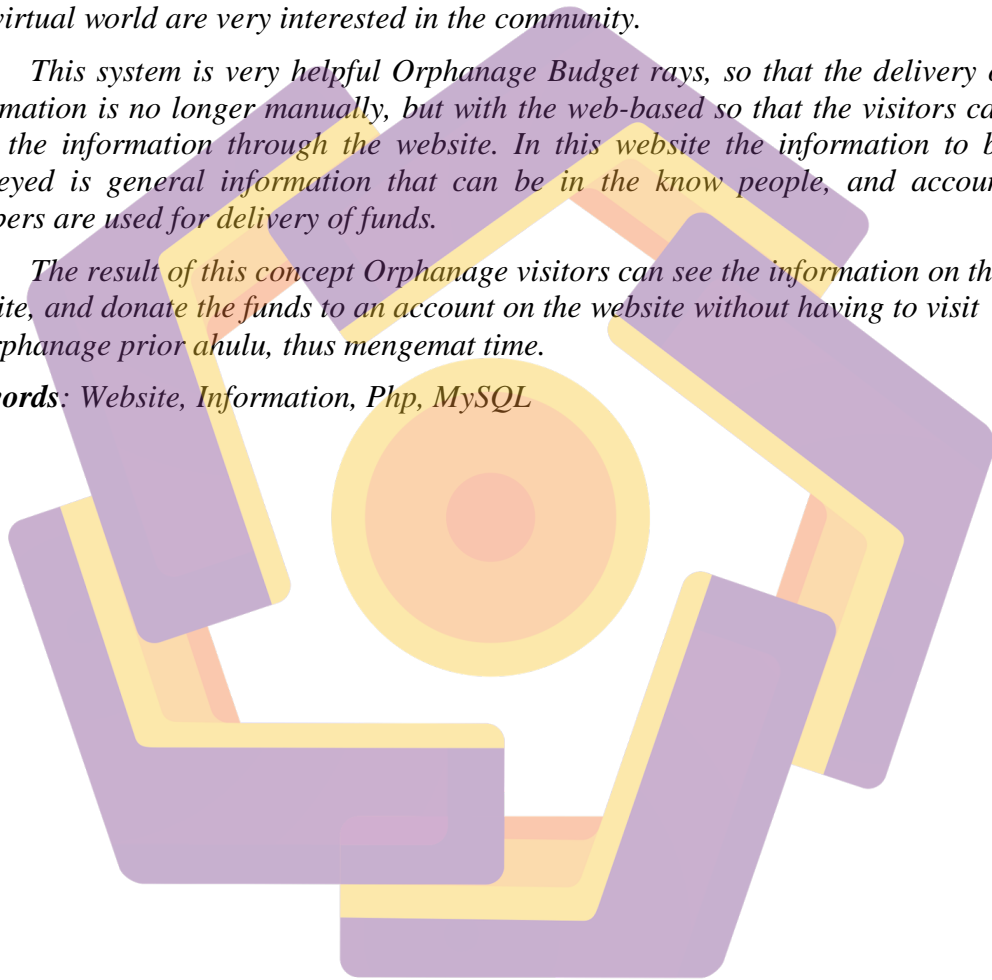 virtual world are very interested in the community.
This system is very helpful Orphanage Budget rays, so that the delivery o
rmation is no longer manually, but with the web-based so that the visitors ca
the information through the website. In this website the information to b
eyed is general information that can be in the know people, and accoun
bers are used for delivery of funds.
The result of this concept Orphanage visitors can see the information on th
ite, and donate the funds to an account on the website without having to visit
rphanage prior ahulu, thus mengemat time.
ords: Website, Information, Php, MySQL